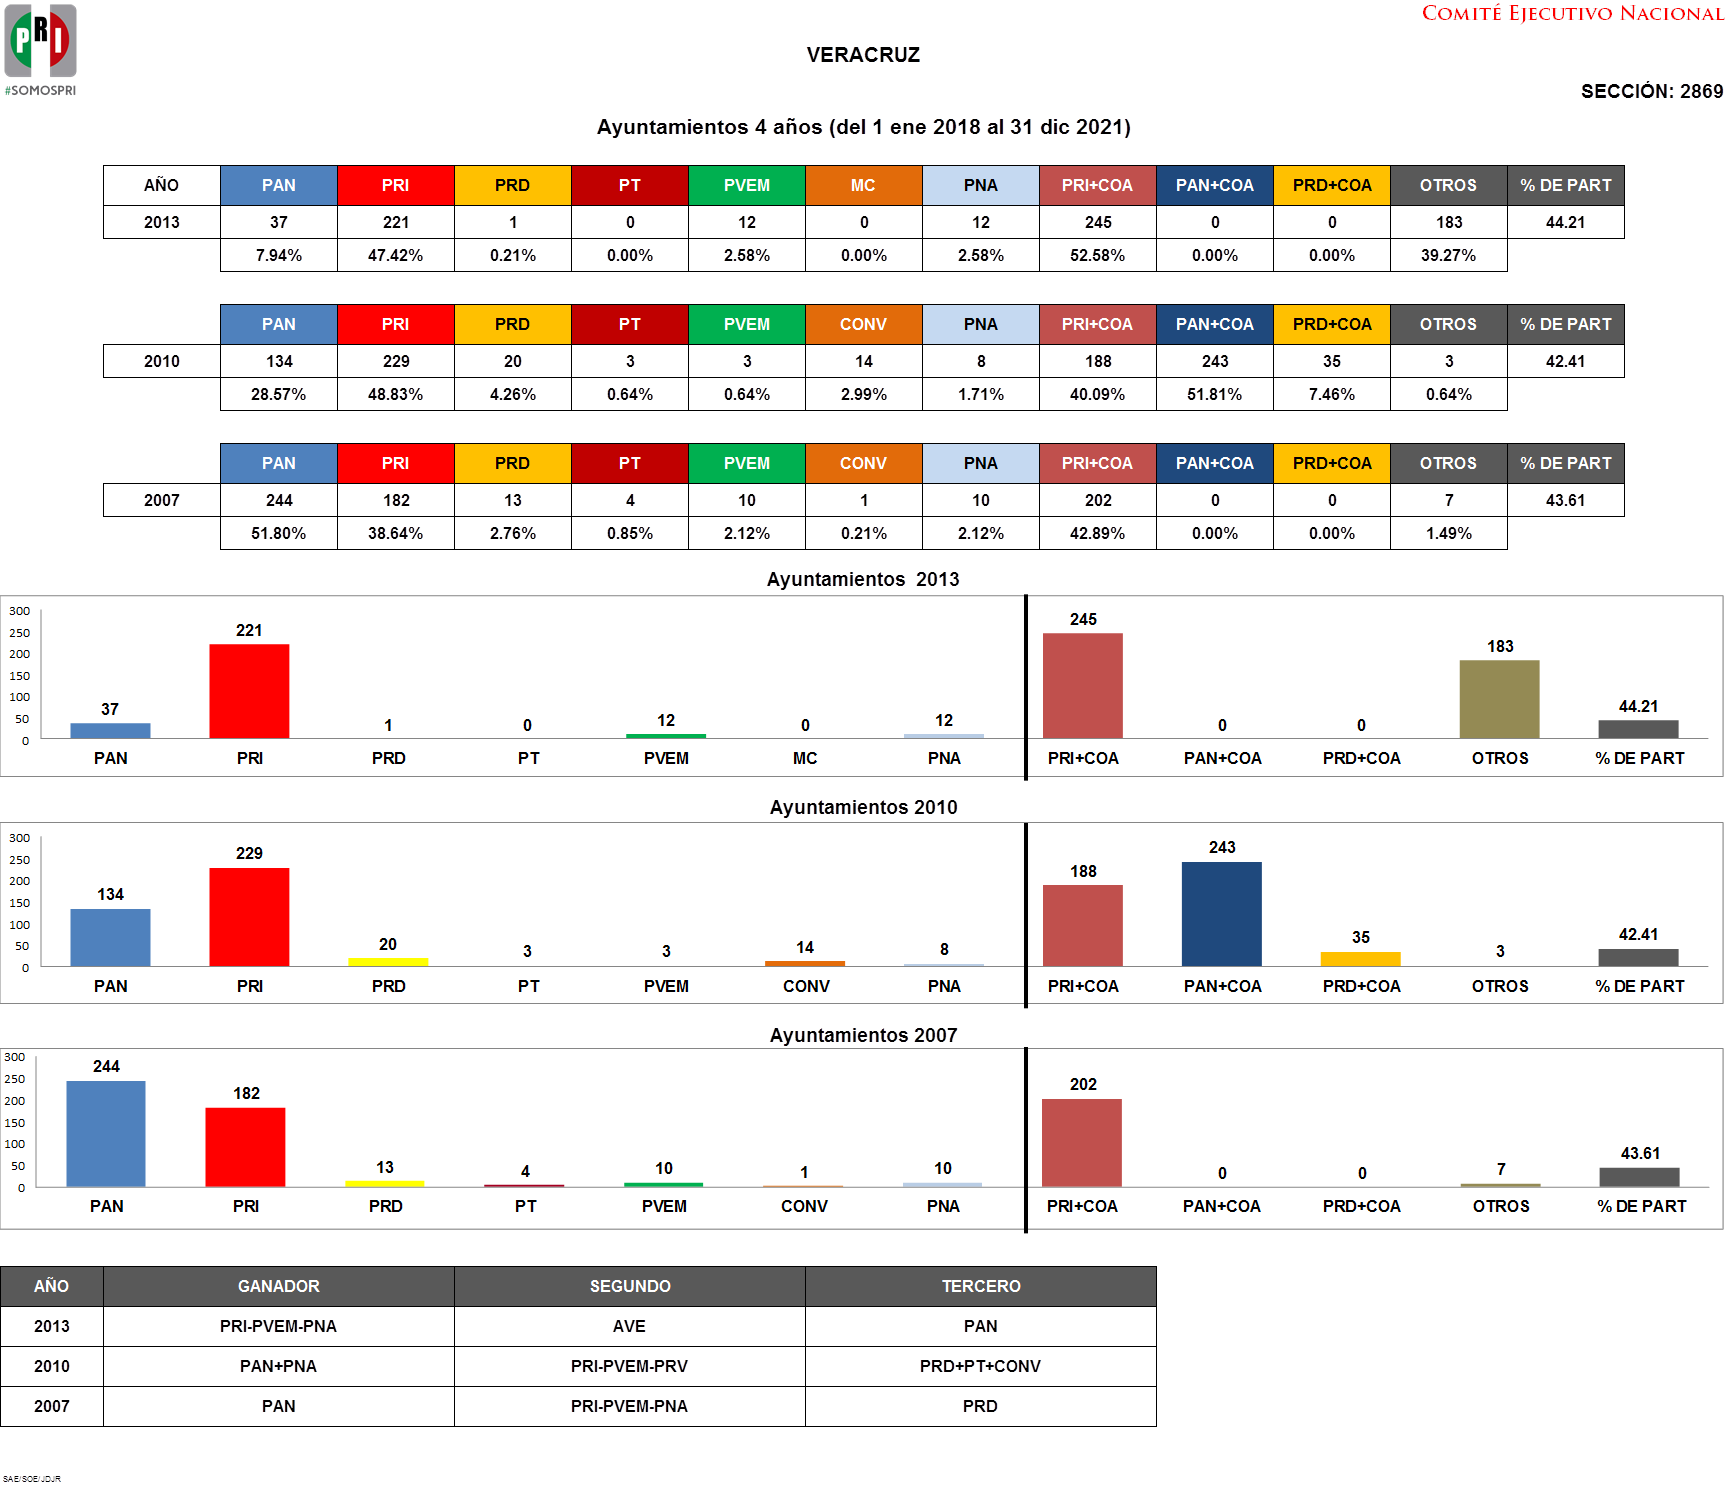 PRI
#SOMOSPRI
COMITÉ EJECUTIVO NACIONAL
VERACRUZ
SECCIÓN: 2869
Ayuntamientos 4 años (del 1 ene 2018 al 31 dic 2021)
AÑO PAN PRI PRD PT PVEM MC PNA PRI+COA PAN+COA PRD+COA OTROS % DE PART
2013 37 221 1 0 12 0 12 245 0 0 183 44.21
7.94% 47.42% 0.21% 0.00% 2.58% 0.00% 2.58% 52.58% 0.00% 0.00% 39.27%
PAN PRI PRD PT PVEM CONV PNA PRI+COA PAN+COA PRD+COA OTROS % DE PART
2010 134 229 20 3 3 14 8 188 243 35 3 42.41
28.57% 48.83% 4.26% 0.64% 0.64% 2.99% 1.71% 40.09% 51.81% 7.46% 0.64%
PAN PRI PRD PT PVEM CONV PNA PRI+COA PAN+COA PRD+COA OTROS % DE PART
2007 244 182 13 4 10 1 10 202 0 0 7 43.61
51.80% 38.64% 2.76% 0.85% 2.12% 0.21% 2.12% 42.89% 0.00% 0.00% 1.49%
Ayuntamientos 2013
300
250
200
150
100
50
0
37 221 1 0 12 0 12 245 0 0 183 44.21
PAN PRI PRD PT PVEM MC PNA PRI+COA PAN+COA PRD+COA OTROS % DE PART
Ayuntamientos 2010
300
250
200
150
100
50
0
134 229 20 3 3 14 8 188 243 35 3 42.41
PAN PRI PRD PT PVEM CONV PNA PRI+COA PAN+COA PRD+COA OTROS % DE PART
Ayuntamientos 2007
300
250
200
150
100
50
0
244 182 13 4 10 1 10 202 0 0 7 43.61
PAN PRI PRD PT PVEM CONV PNA PRI+COA PAN+COA PRD+COA OTROS % DE PART
AÑO GANADOR SEGUNDO TERCERO
2013 PRI-PVEM-PNA AVE PAN
2010 PAN+PNA PRI-PVEM-PRV PRD+PT+CONV
2007 PAN PRI-PVEM-PNA PRD
SAE/SOE/JDJR